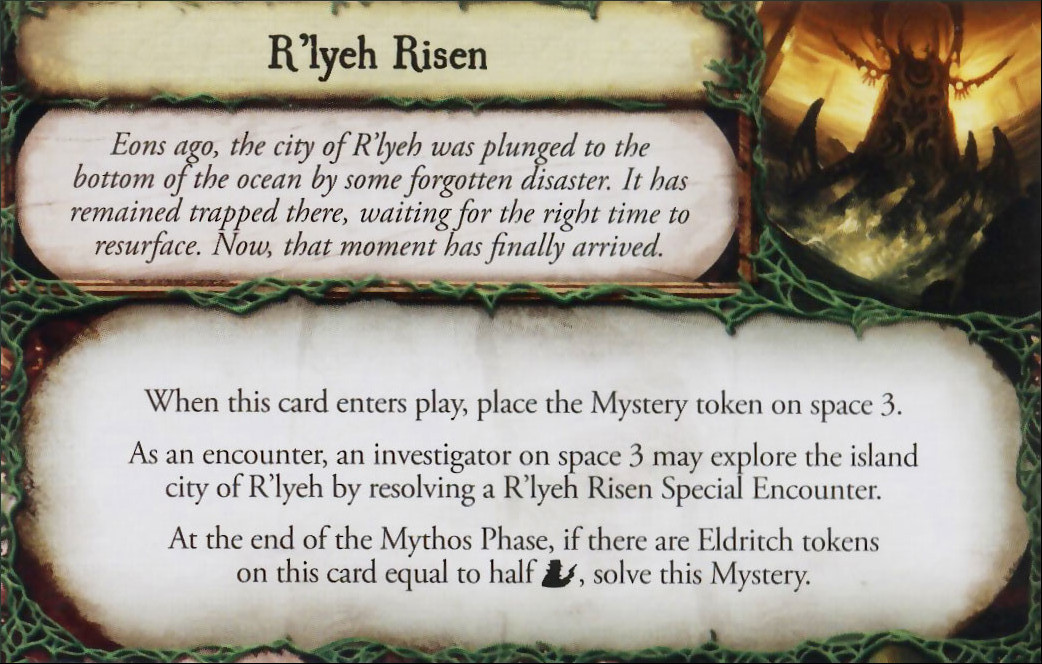 R'lyeh Risen
Eons ago, the city of R'lyeh was plunged to the
bottom of the ocean by some forgotten disaster. It has
remained trapped there, waiting for the right time to
resurface. Now, that moment has finally arrived.
When this card enters play, place the Mystery token on space 3.
As an encounter, an investigator on space 3 may explore the island
city of R'lyeh by resolving a R'lyeh Risen Special Encounter.
At the end of the Mythos Phase, if there are Eldritch tokens
on this card equal to half , solve this Mystery.